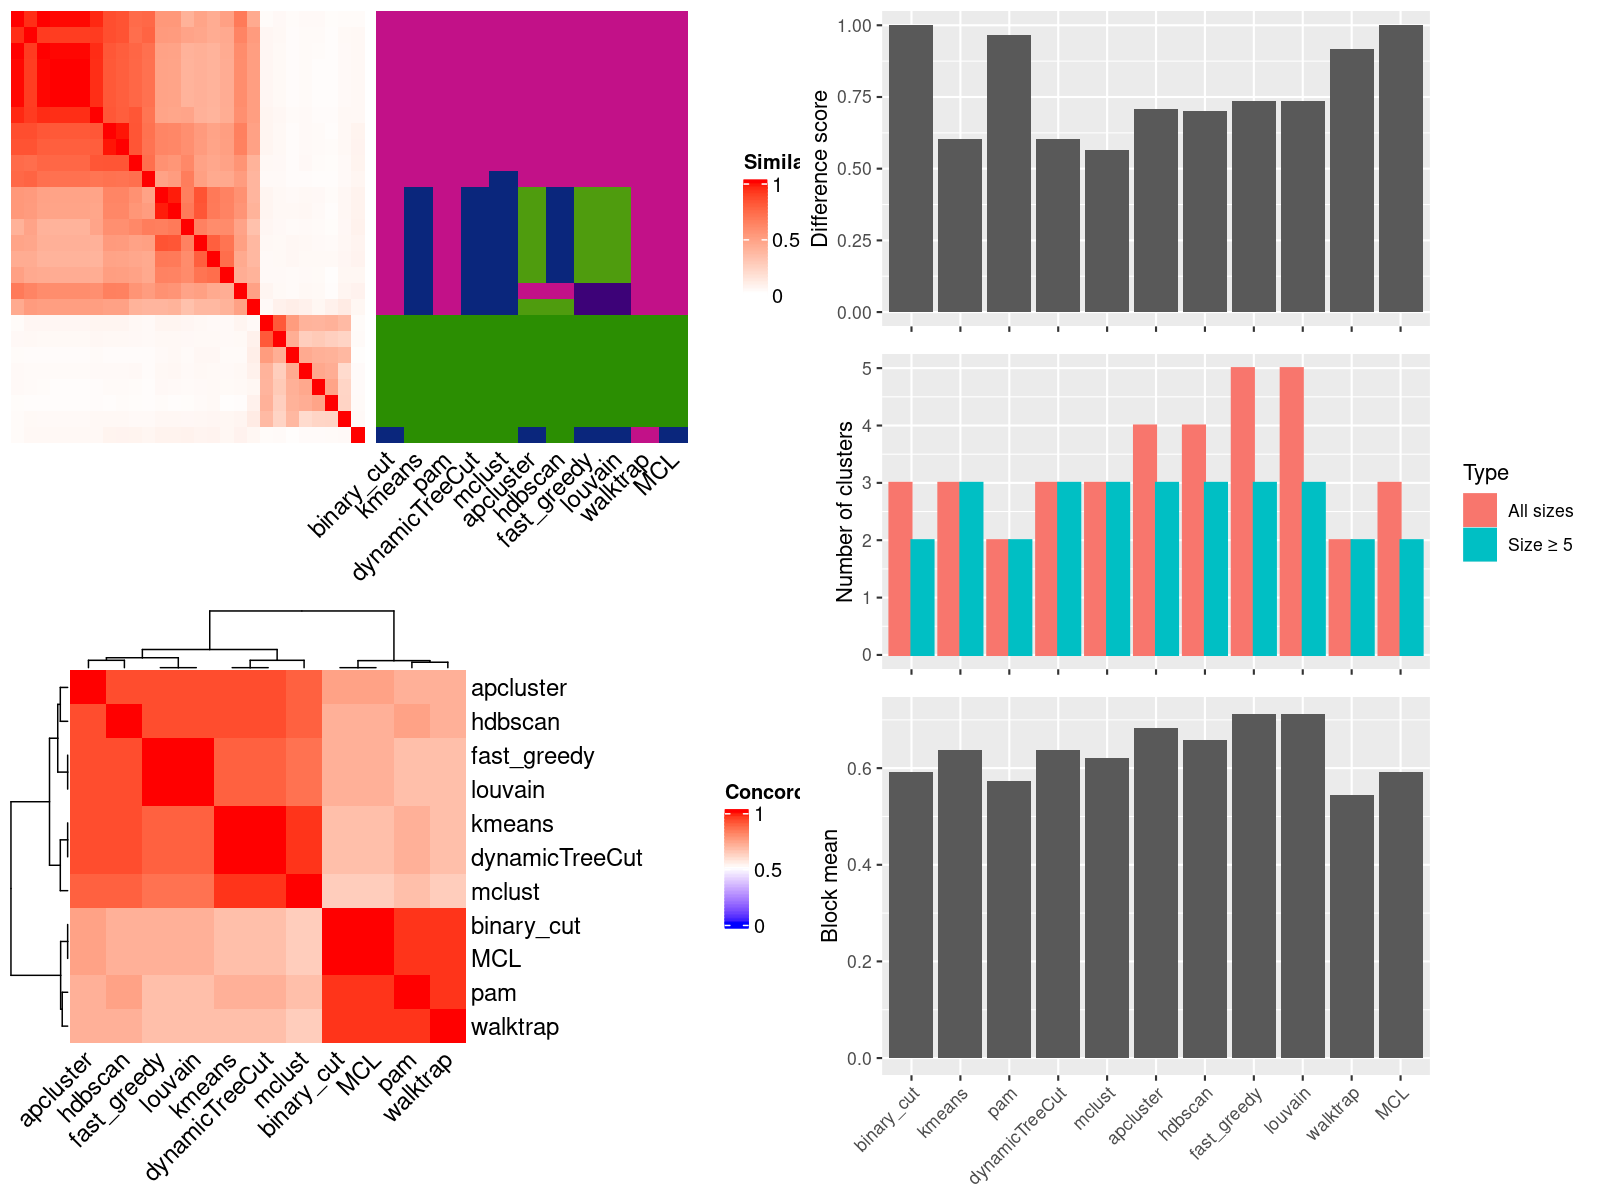 Simila
1
0.5
0
binary_cut
kmeans
pam
dynamicTreeCut
mclust
apcluster
hdbscan
fast_greedy
louvain
walktrap
MCL
Difference score
1.00
0.75
0.50
0.25
0.00
Number of clusters
5
4
3
2
1
0
Type
All sizes
Size ≥ 5
apcluster
hdbscan
fast_greedy
louvain
kmeans
dynamicTreeCut
mclust
binary_cut
MCL
pam
walktrap
apcluster
hdbscan
fast_greedy
louvain
kmeans
dynamicTreeCut
mclust
binary_cut
MCL
pam
walktrap
Concord
1
0.5
0
Block mean
0.6
0.4
0.2
0.0
binary_cut
kmeans
pam
dynamicTreeCut
mclust
apcluster
hdbscan
fast_greedy
louvain
walktrap
MCL